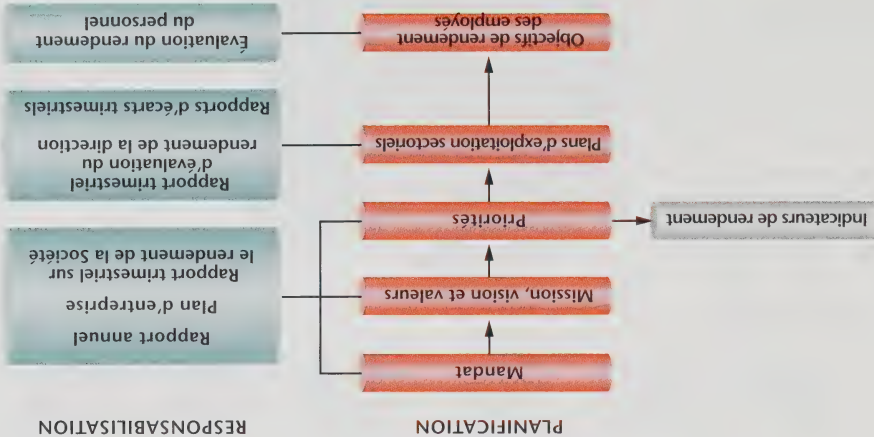 RESPONSABILISATION
PLANIFICATION
Rapport annuel
Plan d'entreprise
Rapport trimestriel sur
le rendement de la Société
Mandat
Mission, vision et valeurs
Priorités
Indicateurs de rendement
Rapport trimestriel
d'évaluation du
rendement de la direction
Rapports d'écarts trimestriels
Plans d'exploitation sectoriels
Évaluation du rendement
du personnel
Objectifs de rendement
des employés